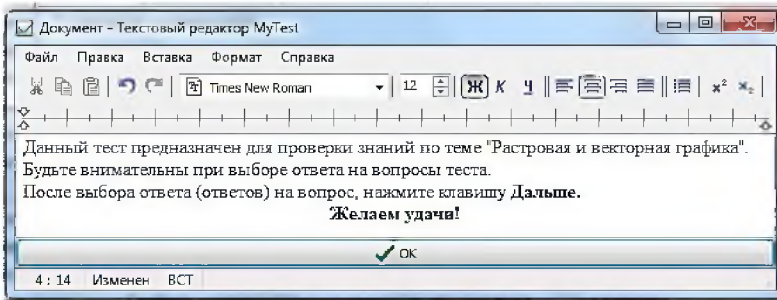 Документ - Текстовый редактор MyTest
Файл Правка Вставка Формат Справка
Times New Roman 12 Ж К Ч x² x₂
Данный тест предназначен для проверки знаний по теме "Растровая и векторная графика".
Будьте внимательны при выборе ответа на вопросы теста.
После выбора ответа (ответов) на вопрос, нажмите клавишу Дальше.
Желаем удачи!
OK
4 : 14 Изменен ВСТ